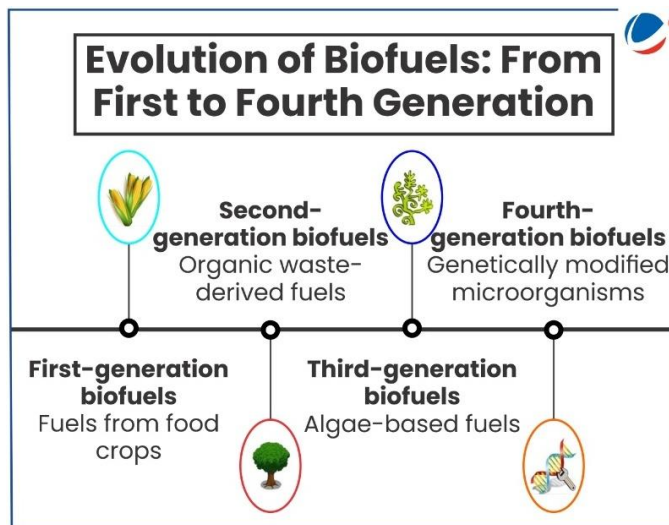 Evolution of Biofuels: From
First to Fourth Generation
Second-
generation biofuels
Organic waste-
derived fuels
Fourth-
generation biofuels
Genetically modified
microorganisms
First-generation
biofuels
Fuels from food
crops
Third-generation
biofuels
Algae-based fuels